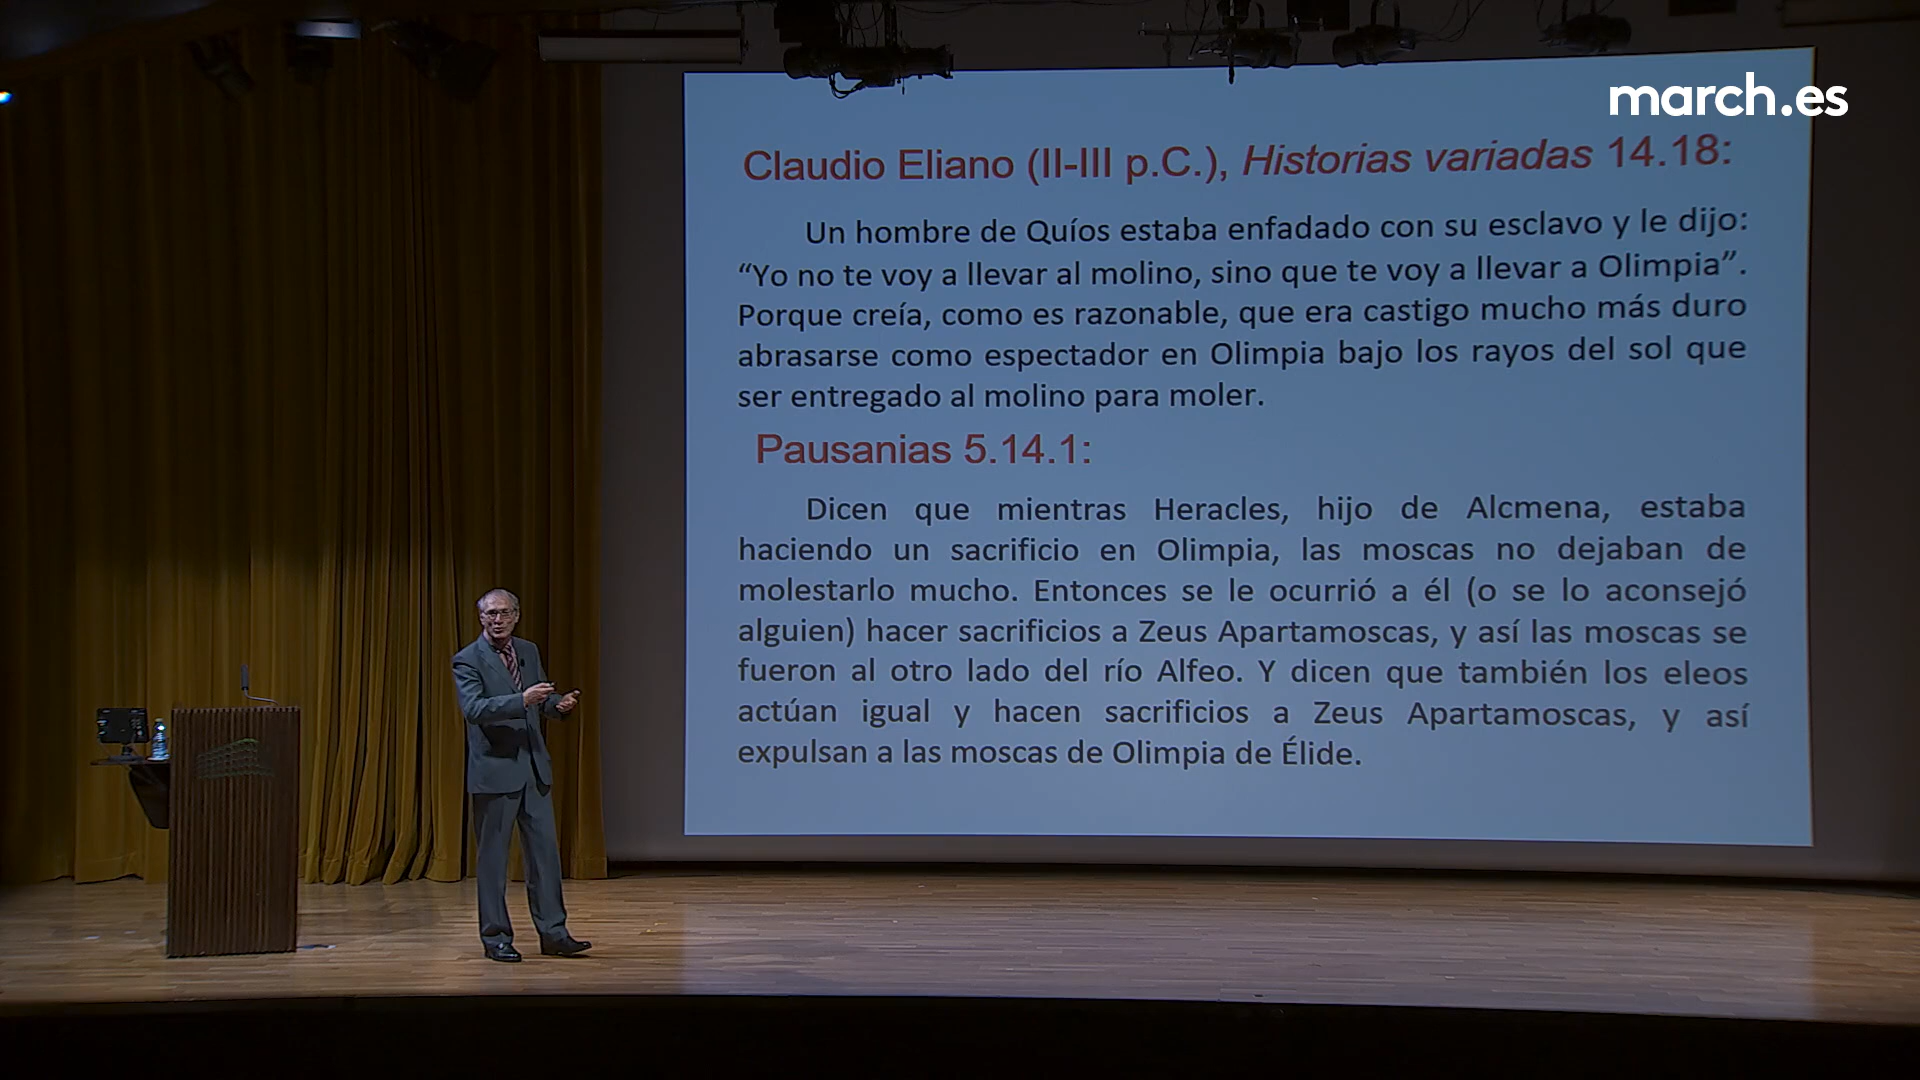 march.es
Claudio Eliano (II-III p.C.), Historias variadas 14.18:
Un hombre de Quíos estaba enfadado con su esclavo y le dijo:
“Yo no te voy a llevar al molino, sino que te voy a llevar a Olimpia”.
Porque creía, como es razonable, que era castigo mucho más duro
abrasarse como espectador en Olimpia bajo los rayos del sol que
ser entregado al molino para moler.
Pausanias 5.14.1:
Dicen que mientras Heracles, hijo de Alcmena, estaba
haciendo un sacrificio en Olimpia, las moscas no dejaban de
molestarlo mucho. Entonces se le ocurrió a él (o se lo aconsejó
alguien) hacer sacrificios a Zeus Apartamoscas, y así las moscas se
fueron al otro lado del río Alfeo. Y dicen que también los eleos
actúan igual y hacen sacrificios a Zeus Apartamoscas, y así
expulsan a las moscas de Olimpia de Élide.